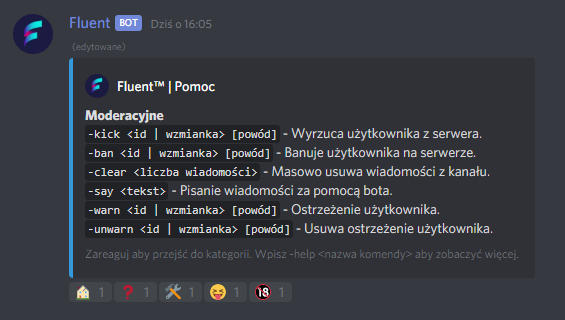 Fluent BOT Dziś o 16:05
(edytowane)
Fluent™ | Pomoc
Moderacyjne
-kick <id | wzmianka> [powód] - Wyrzuca użytkownika z serwera.
-ban <id | wzmianka> [powód] - Banuje użytkownika na serwerze.
-clear <liczba wiadomości> - Masowo usuwa wiadomości z kanału.
-say <tekst> - Pisanie wiadomości za pomocą bota.
-warn <id | wzmianka> [powód] - Ostrzeżenie użytkownika.
-unwarn <id | wzmianka> [powód] - Usuwa ostrzeżenie użytkownika.
Zareaguj aby przejść do kategorii. Wpisz -help <nazwa komendy> aby zobaczyć więcej.
1 ❓ 1 1 1 18 1